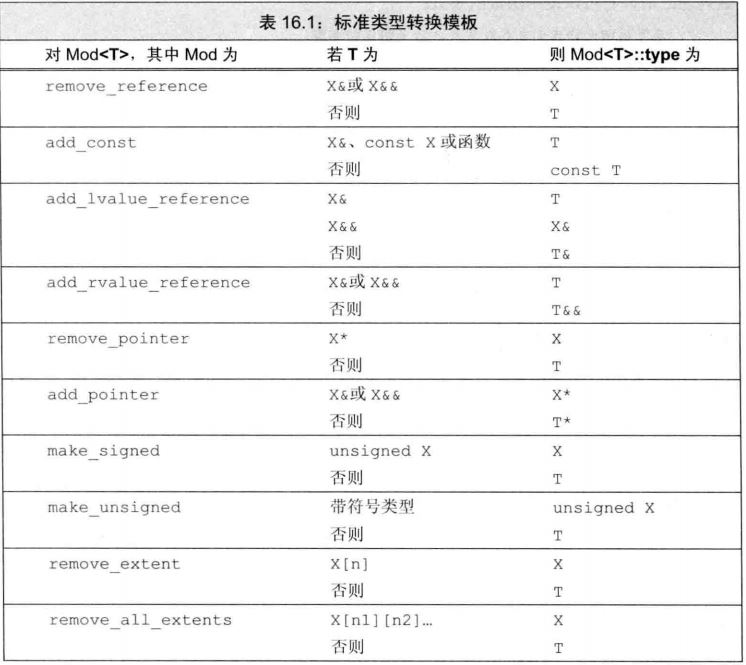 表 16.1：标准类型转换模板
对 Mod<T>，其中 Mod 为 若 T 为 则 Mod<T>::type 为
remove_reference X&或 X&& X
否则 T
add_const X&、const X 或函数 T
否则 const T
add_lvalue_reference X& T
X&& X&
否则 T&
add_rvalue_reference X&或 X&& T
否则 T&&
remove_pointer X* X
否则 T
add_pointer X&或 X&& X*
否则 T*
make_signed unsigned X X
否则 T
make_unsigned 带符号类型 unsigned X
否则 T
remove_extent X[n] X
否则 T
remove_all_extents X[n1][n2]… X
否则 T